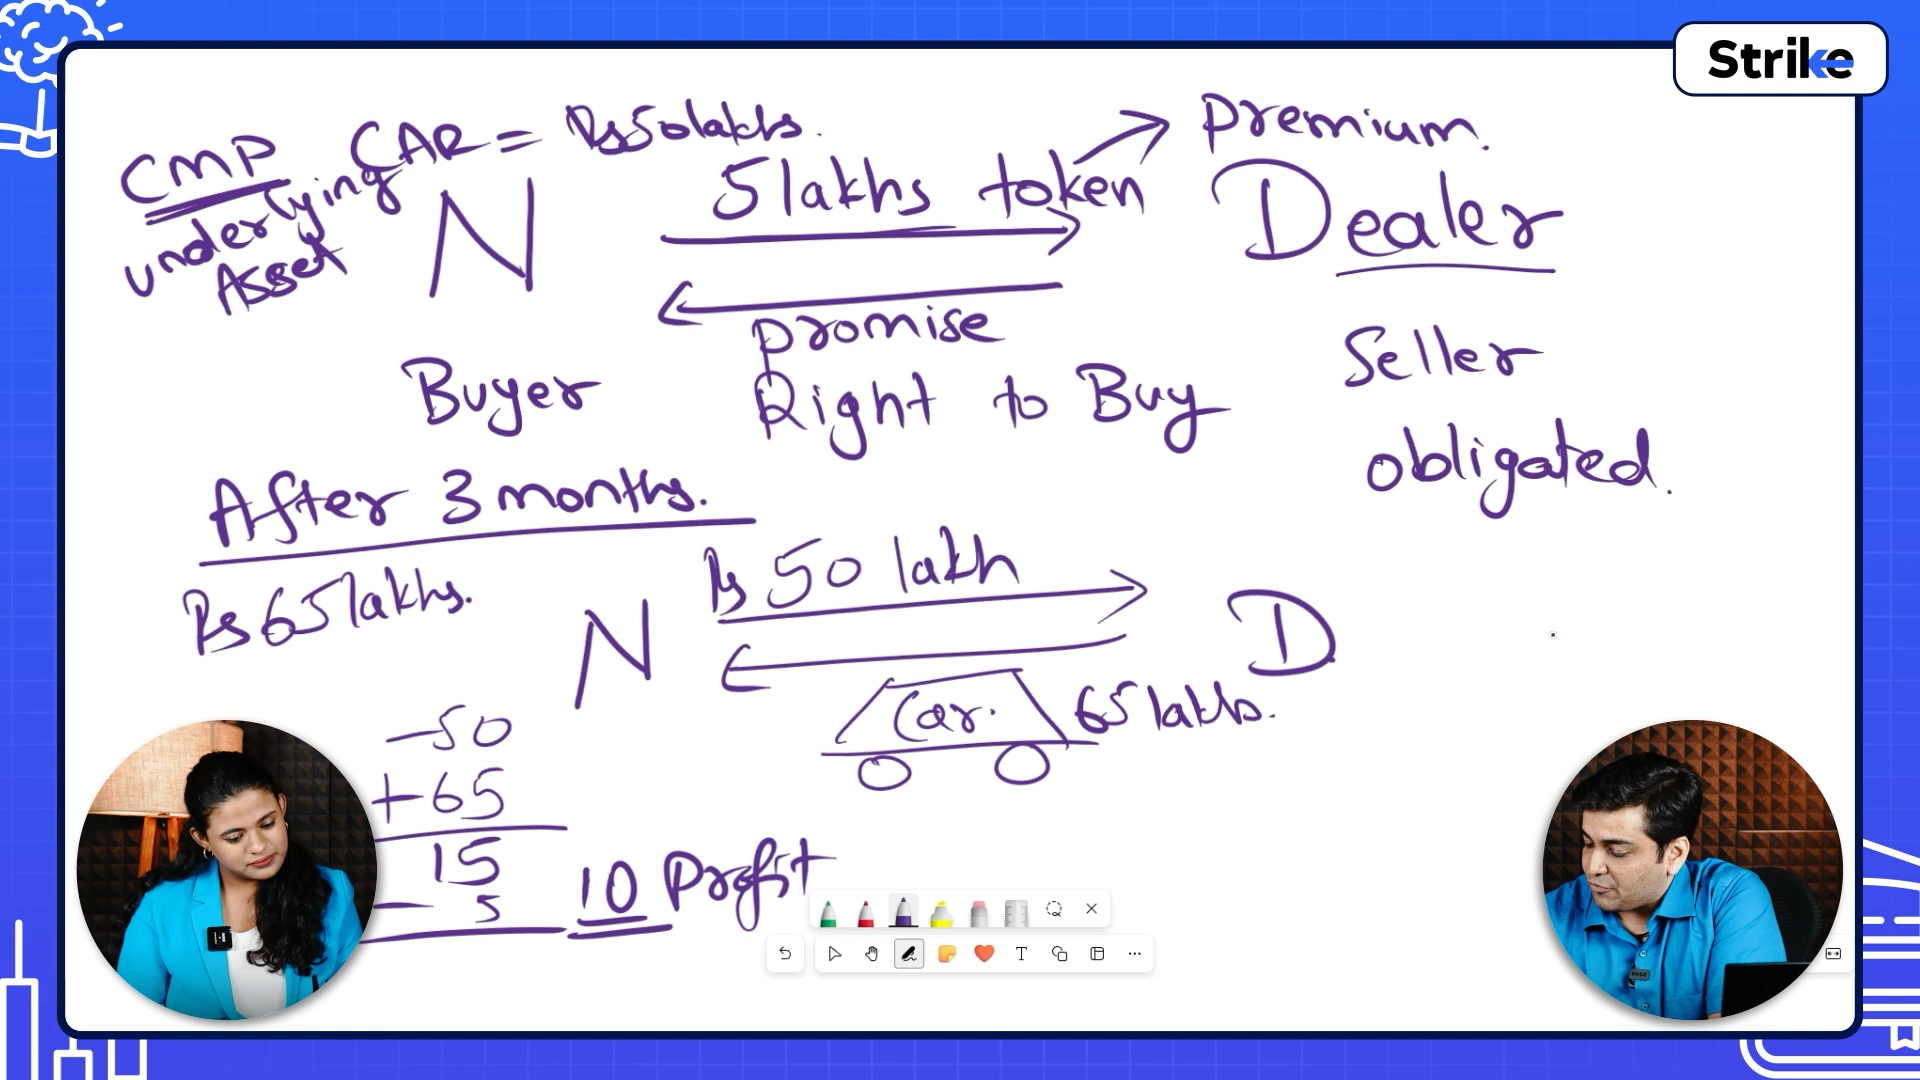 Strike
CMP
CAR = Rs 50 lakhs.
underlying
Asset
N
5 lakhs token
premium.
Dealer
promise
Buyer
Right to Buy
Seller
obligated.
After 3 months.
Rs 65 lakhs.
N
Rs 50 lakh
D
Car.
65 lakhs.
-50
+65
15
- 5
10 Profit
T